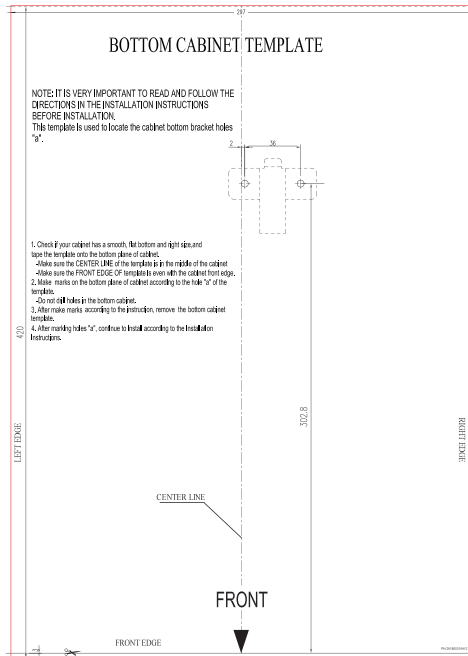 297
BOTTOM CABINET TEMPLATE
NOTE: IT IS VERY IMPORTANT TO READ AND FOLLOW THE
DIRECTIONS IN THE INSTALLATION INSTRUCTIONS
BEFORE INSTALLATION.
This template is used to locate the cabinet bottom bracket holes
"a".
2
36
1. Check if your cabinet has a smooth, flat bottom and right size,and
tape the template onto the bottom plane of cabinet.
-Make sure the CENTER LINE of the template is in the middle of the cabinet
-Make sure the FRONT EDGE OF template is even with the cabinet front edge.
2. Make marks on the bottom plane of cabinet according to the hole "a" of the
template.
-Do not drill holes in the bottom cabinet.
3. After make marks according to the instruction, remove the bottom cabinet
template.
4. After marking holes "a", continue to install according to the Installation
Instructions.
420
302.8
LEFT EDGE
RIGHT EDGE
CENTER LINE
FRONT
FRONT EDGE
3